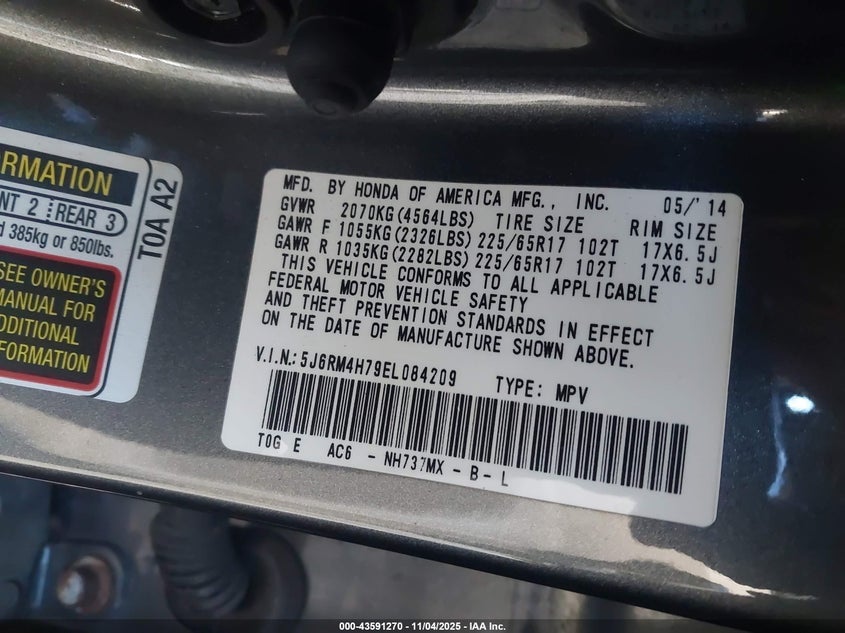 RMATION
NT 2 REAR 3
d 385kg or 850lbs.
SEE OWNER'S
MANUAL FOR
DDITIONAL
FORMATION
T0A A2
MFD. BY HONDA OF AMERICA MFG., INC. 05/'14
GVWR 2070KG(4564LBS) TIRE SIZE RIM SIZE
GAWR F 1055KG(2326LBS) 225/65R17 102T 17X6.5J
GAWR R 1035KG(2282LBS) 225/65R17 102T 17X6.5J
THIS VEHICLE CONFORMS TO ALL APPLICABLE
FEDERAL MOTOR VEHICLE SAFETY
AND THEFT PREVENTION STANDARDS IN EFFECT
ON THE DATE OF MANUFACTURE SHOWN ABOVE.
V.I.N.: 5J6RM4H79EL084209 TYPE: MPV
T0G E AC6 - NH737MX - B - L
000-43591270 - 11/04/2025 - IAA Inc.